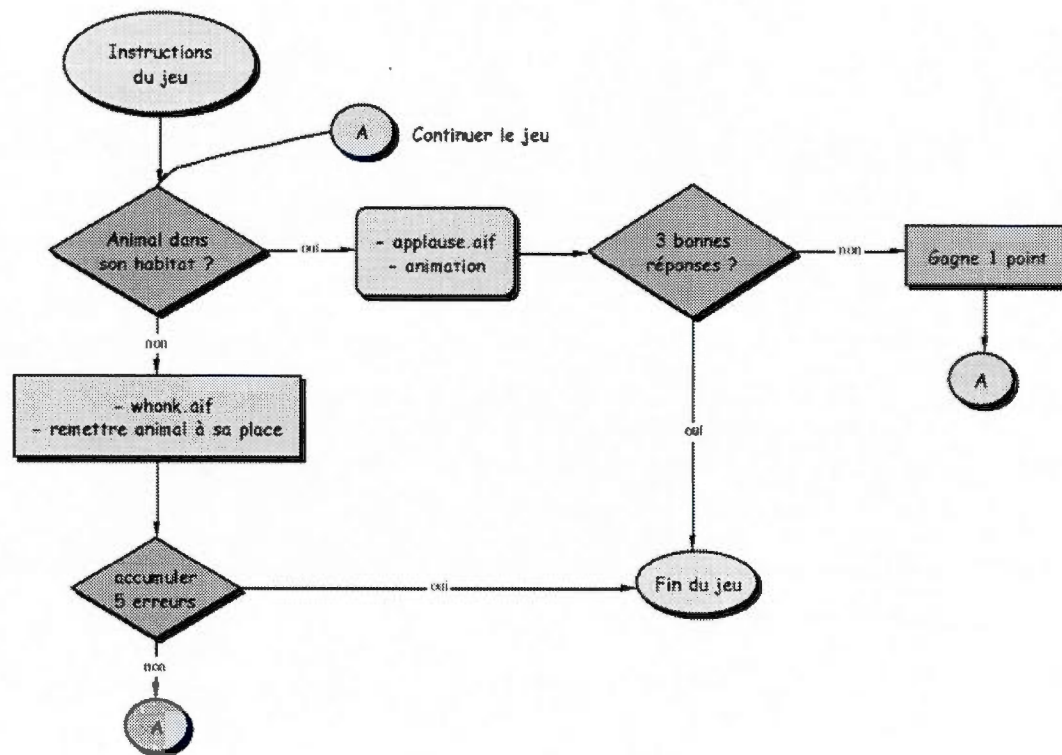 Instructions
du jeu
A
Continuer le jeu
Animal dans
son habitat ?
oui
- applause.aif
- animation
3 bonnes
réponses ?
non
Gagne 1 point
A
non
- whonk.aif
- remettre animal à sa place
oui
accumuler
5 erreurs
oui
Fin du jeu
non
A